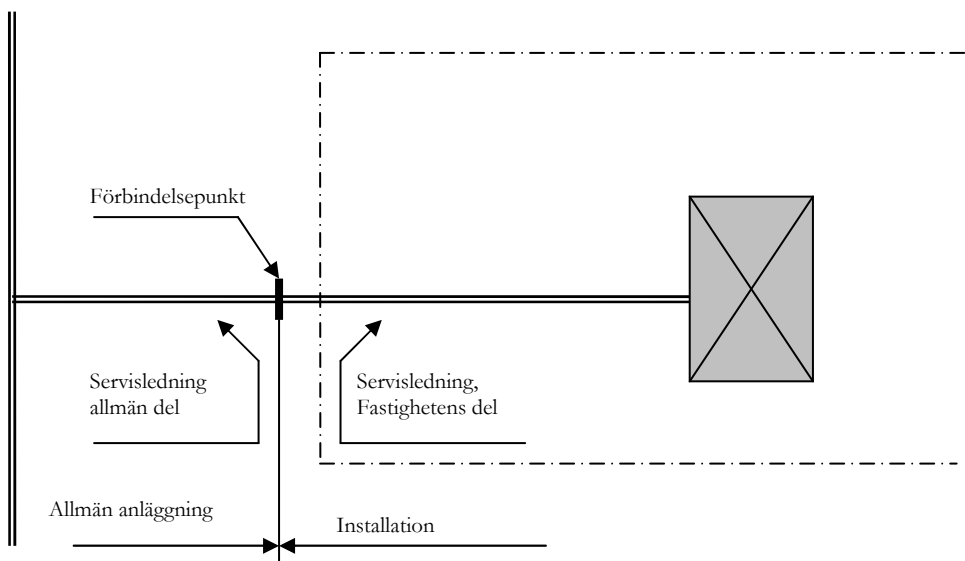 Förbindelsepunkt
Servisledning
allmän del
Servisledning,
Fastighetens del
Allmän anläggning
Installation